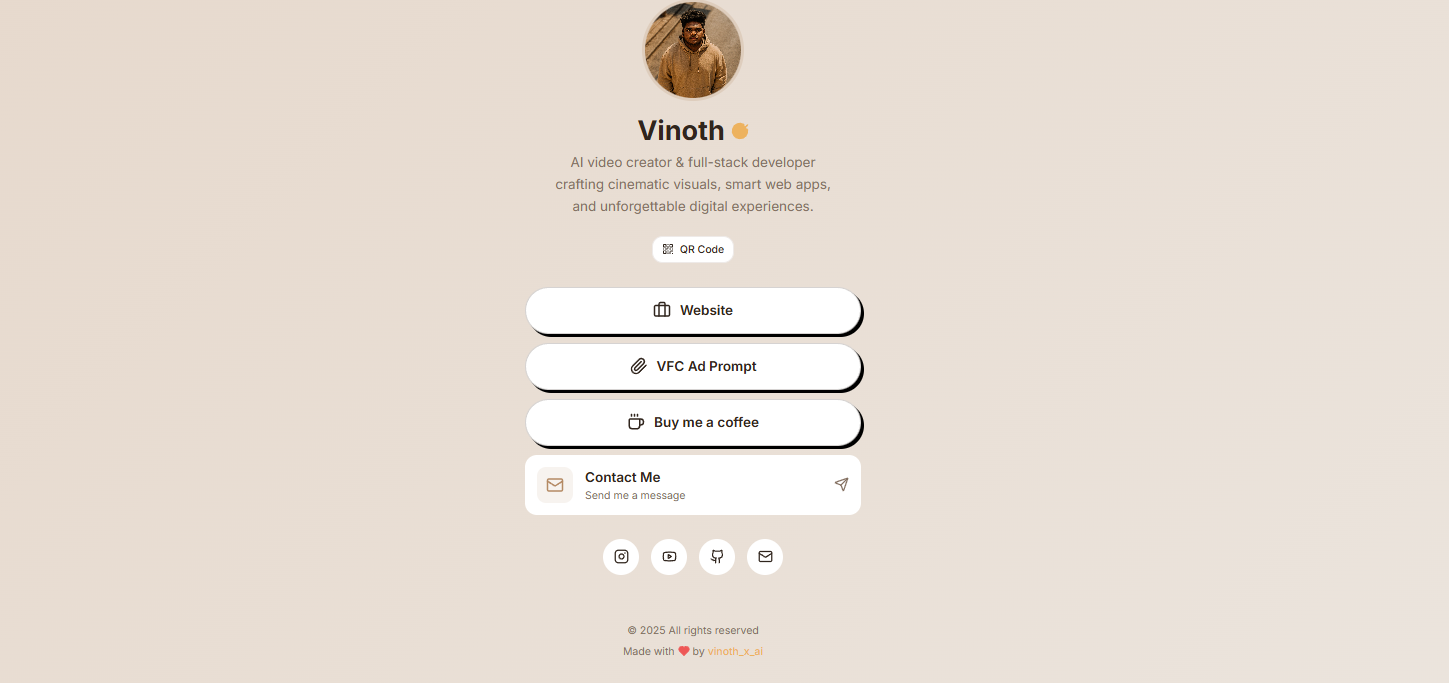 Vinoth
AI video creator & full-stack developer
crafting cinematic visuals, smart web apps,
and unforgettable digital experiences.
QR Code
Website
VFC Ad Prompt
Buy me a coffee
Contact Me
Send me a message
© 2025 All rights reserved
Made with ❤️ by vinoth_x_ai